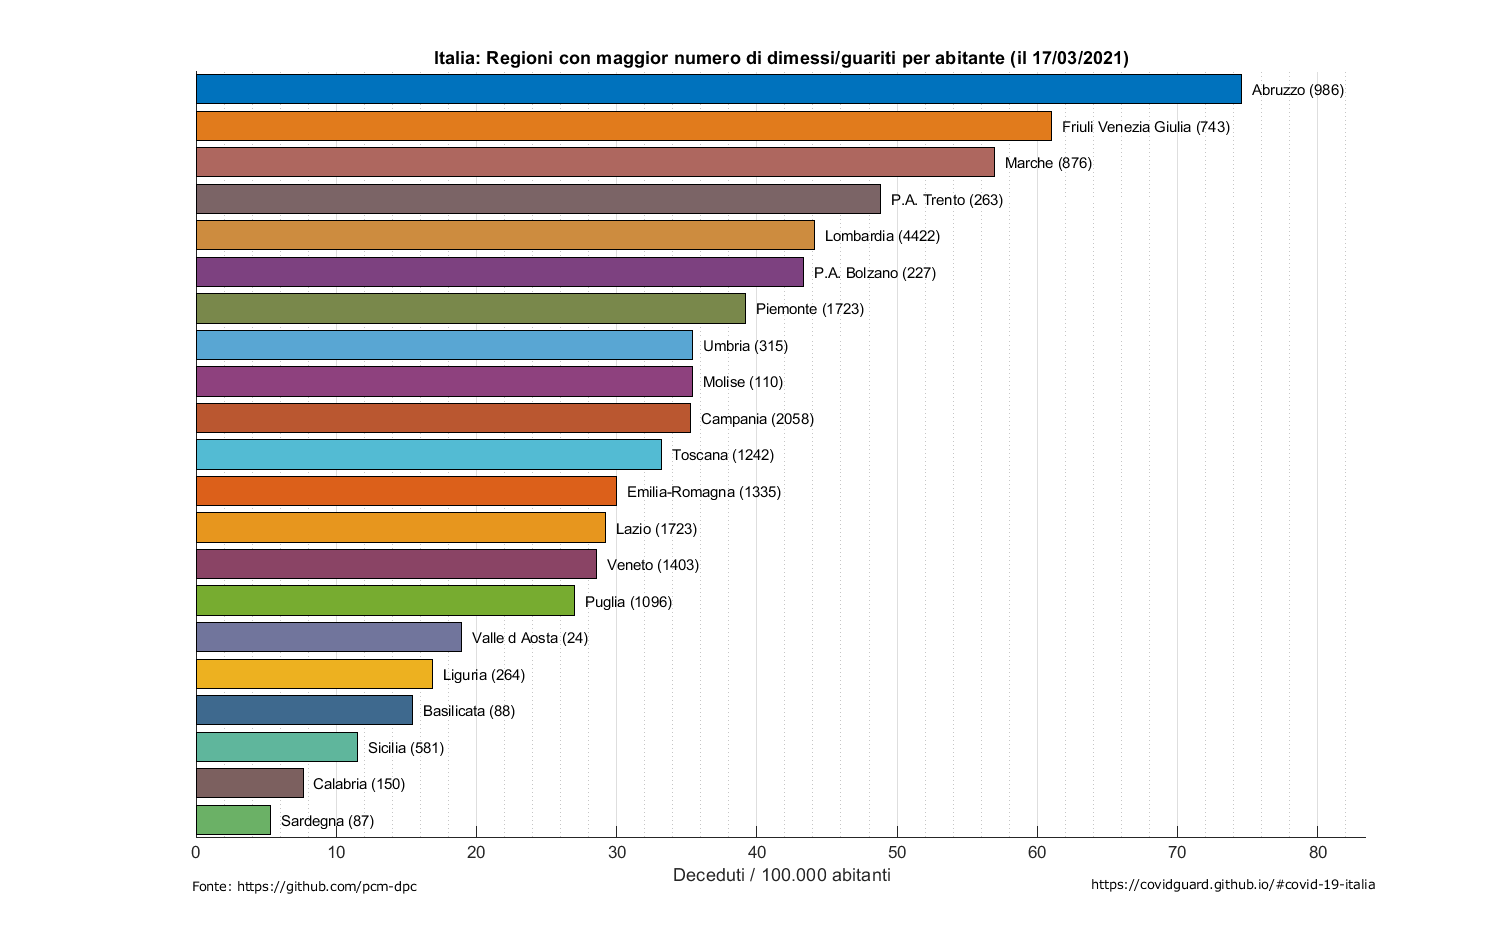 Italia: Regioni con maggior numero di dimessi/guariti per abitante (il 17/03/2021)
Abruzzo (986)
Friuli Venezia Giulia (743)
Marche (876)
P.A. Trento (263)
Lombardia (4422)
P.A. Bolzano (227)
Piemonte (1723)
Umbria (315)
Molise (110)
Campania (2058)
Toscana (1242)
Emilia-Romagna (1335)
Lazio (1723)
Veneto (1403)
Puglia (1096)
Valle d Aosta (24)
Liguria (264)
Basilicata (88)
Sicilia (581)
Calabria (150)
Sardegna (87)
0 10 20 30 40 50 60 70 80
Deceduti / 100.000 abitanti
Fonte: https://github.com/pcm-dpc
https://covidguard.github.io/#covid-19-italia